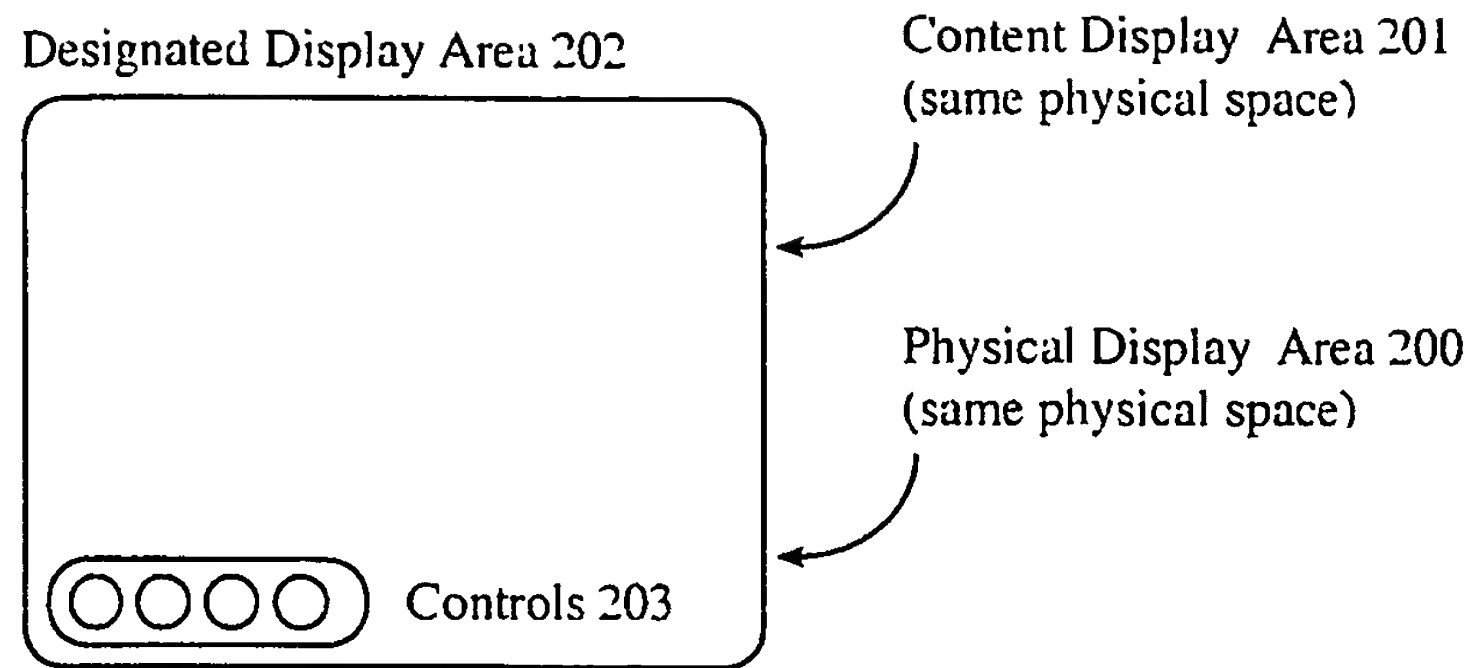 Designated Display Area 202
Content Display Area 201
(same physical space)
Physical Display Area 200
(same physical space)
Controls 203